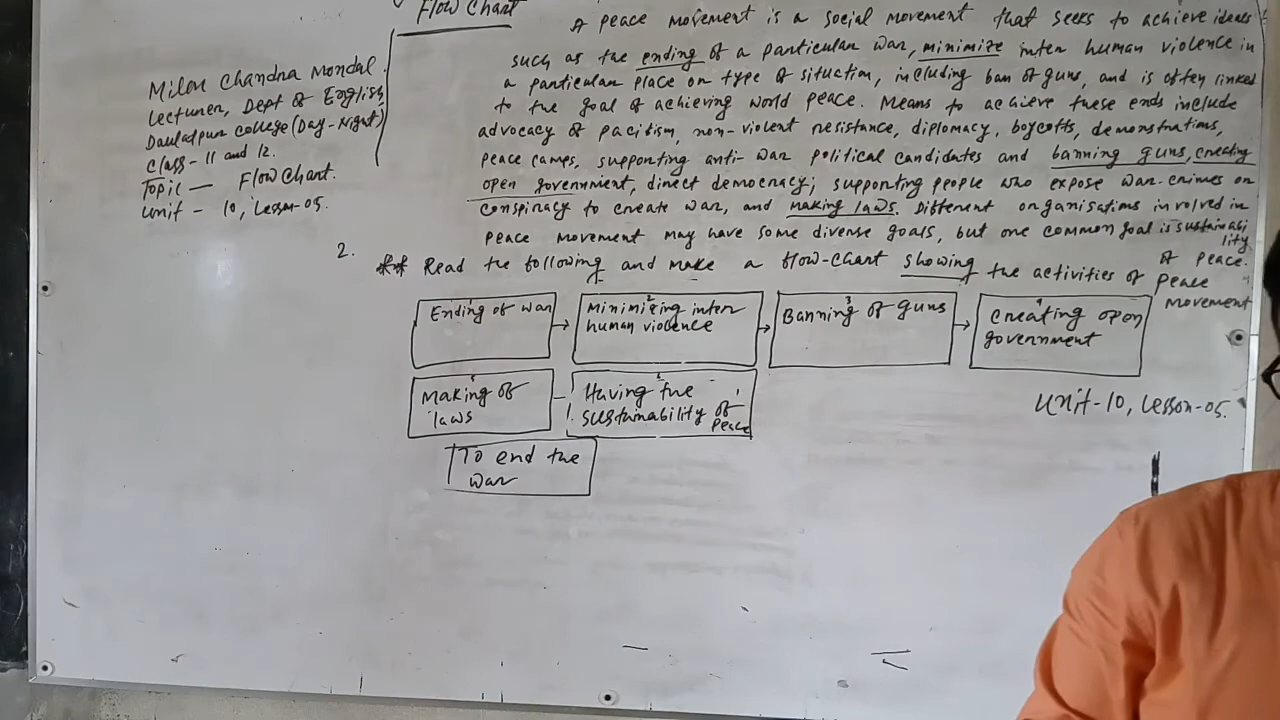 Flow Chart
Milon Chandra Mondal
Lecturer, Dept of English
Daulatpur College (Day-Night)
Class - 11 and 12.
Topic — Flow Chart.
Unit - 10, Lesson-05.
A peace movement is a social movement that seeks to achieve ideals
such as the ending of a particular war, minimize inter human violence in
a particular place or type of situation, including ban of guns, and is often linked
to the goal of achieving world peace. Means to achieve these ends include
advocacy of pacifism, non-violent resistance, diplomacy, boycotts, demonstrations,
peace camps, supporting anti-war political candidates and banning guns, creating
open government, direct democracy; supporting people who expose war-crimes or
conspiracy to create war, and making laws. Different organisations involved in
peace movement may have some diverse goals, but one common goal is sustainabi
lity
of peace.
2.
** Read the following and make a flow-chart showing the activities of peace
movement
1
Ending of war
2
Minimizing inter
human violence
3
Banning of guns
4
Creating open
government
5
Making of
laws
6
Having the
sustainability of
peace
To end the
war
Unit-10, Lesson-05.